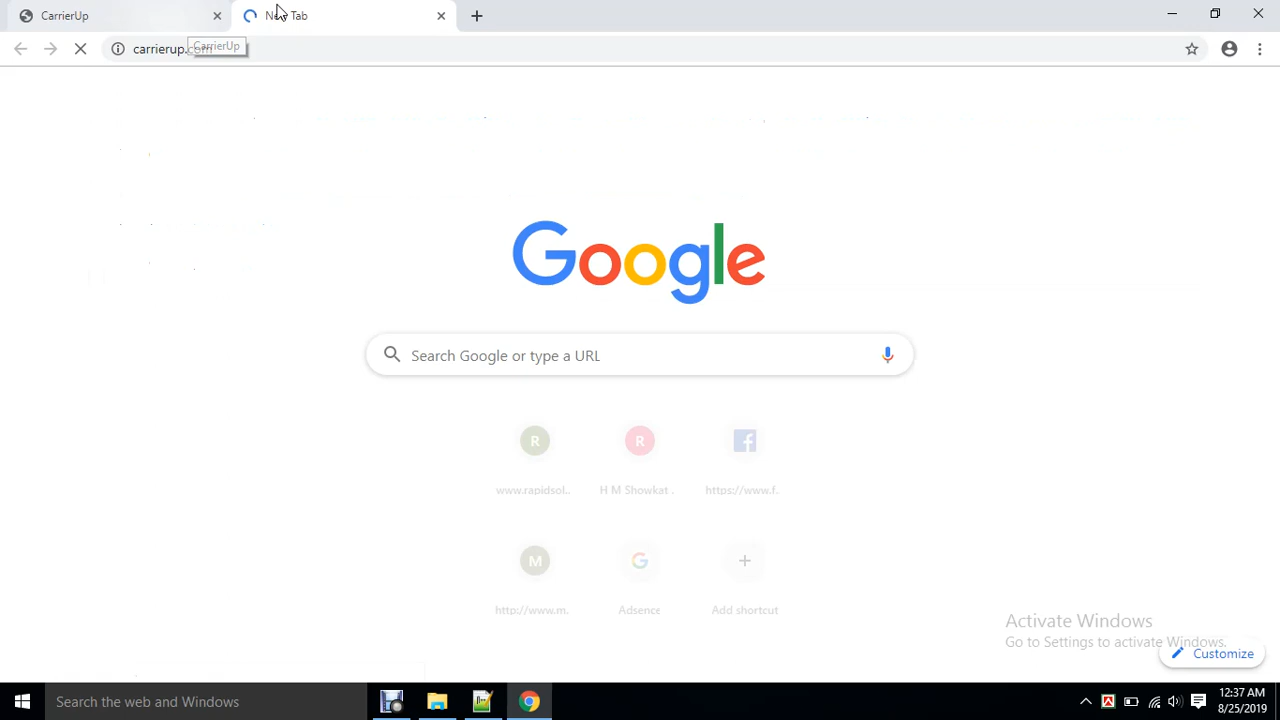 CarrierUp
New Tab
carrierup.com
CarrierUp
Google
Search Google or type a URL
R
R
www.rapidsol..
H M Showkat .
https://www.f.
M
G
http://www.m.
Adsence
Add shortcut
Activate Windows
Go to Settings to activate Windows.
Customize
Search the web and Windows
12:37 AM
8/25/2019